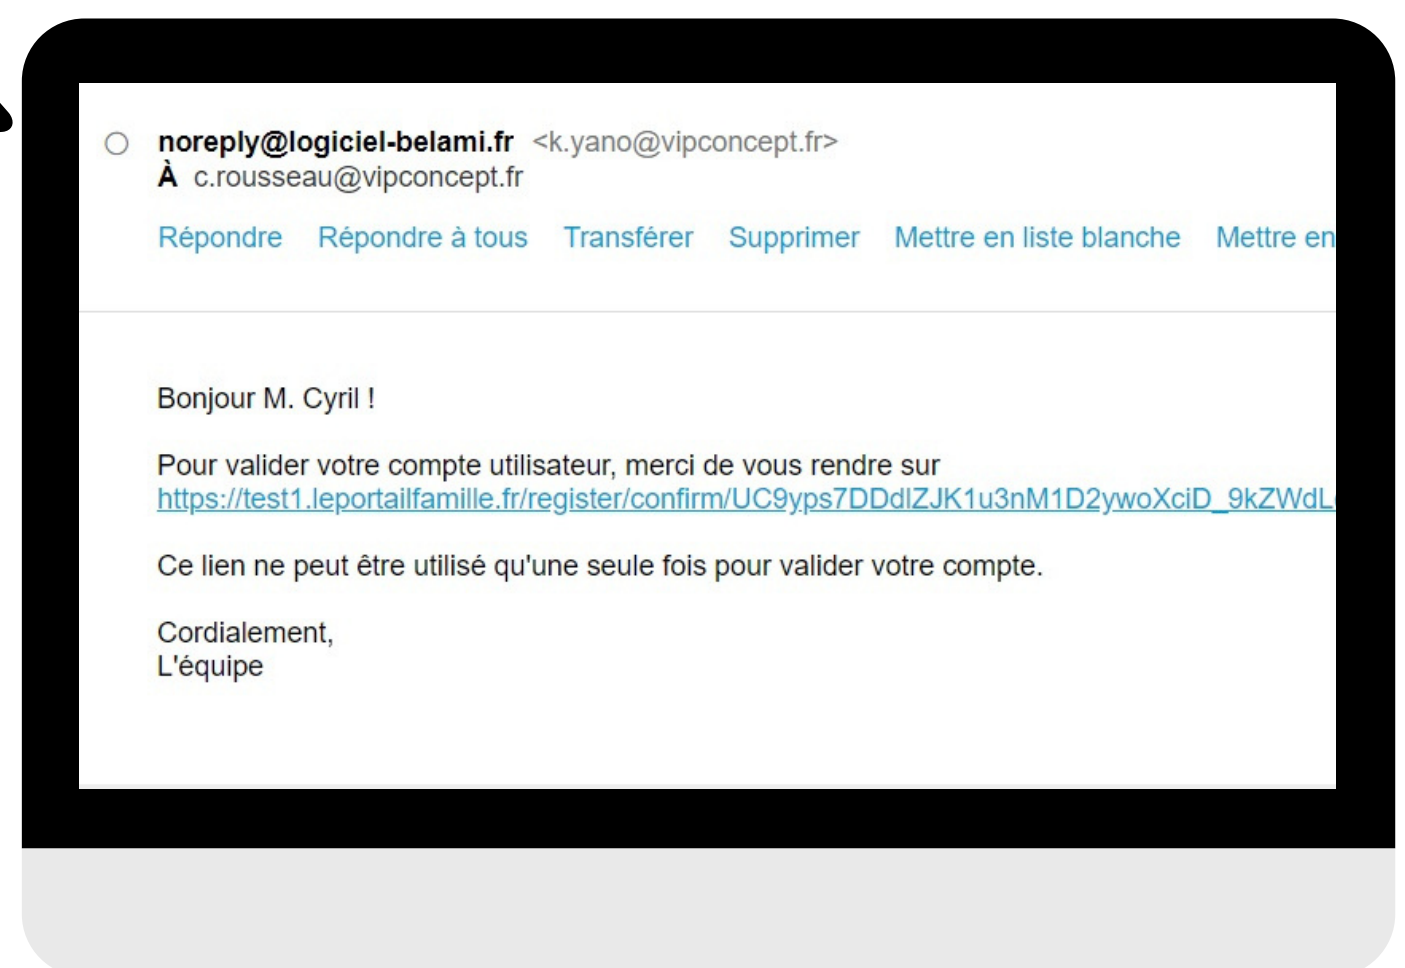 noreply@logiciel-belami.fr <k.yano@vipconcept.fr>
À c.rousseau@vipconcept.fr
Répondre Répondre à tous Transférer Supprimer Mettre en liste blanche Mettre en
Bonjour M. Cyril !
Pour valider votre compte utilisateur, merci de vous rendre sur
https://test1.leportailfamille.fr/register/confirm/UC9yps7DDdlZJK1u3nM1D2ywoXciD_9kZWdL
Ce lien ne peut être utilisé qu'une seule fois pour valider votre compte.
Cordialement,
L'équipe